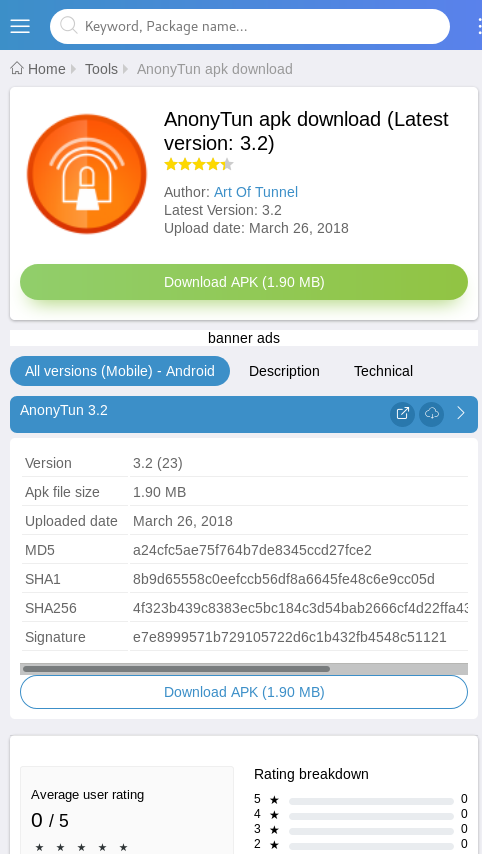 Keyword, Package name...
Home Tools AnonyTun apk download
AnonyTun apk download (Latest
version: 3.2)
Author: Art Of Tunnel
Latest Version: 3.2
Upload date: March 26, 2018
Download APK (1.90 MB)
banner ads
All versions (Mobile) - Android Description Technical
AnonyTun 3.2
Version 3.2 (23)
Apk file size 1.90 MB
Uploaded date March 26, 2018
MD5 a24cfc5ae75f764b7de8345ccd27fce2
SHA1 8b9d65558c0eefccb56df8a6645fe48c6e9cc05d
SHA256 4f323b439c8383ec5bc184c3d54bab2666cf4d22ffa43
Signature e7e8999571b729105722d6c1b432fb4548c51121
Download APK (1.90 MB)
Average user rating
0 / 5
★ ★ ★ ★ ★
Rating breakdown
5 ★ 0
4 ★ 0
3 ★ 0
2 ★ 0